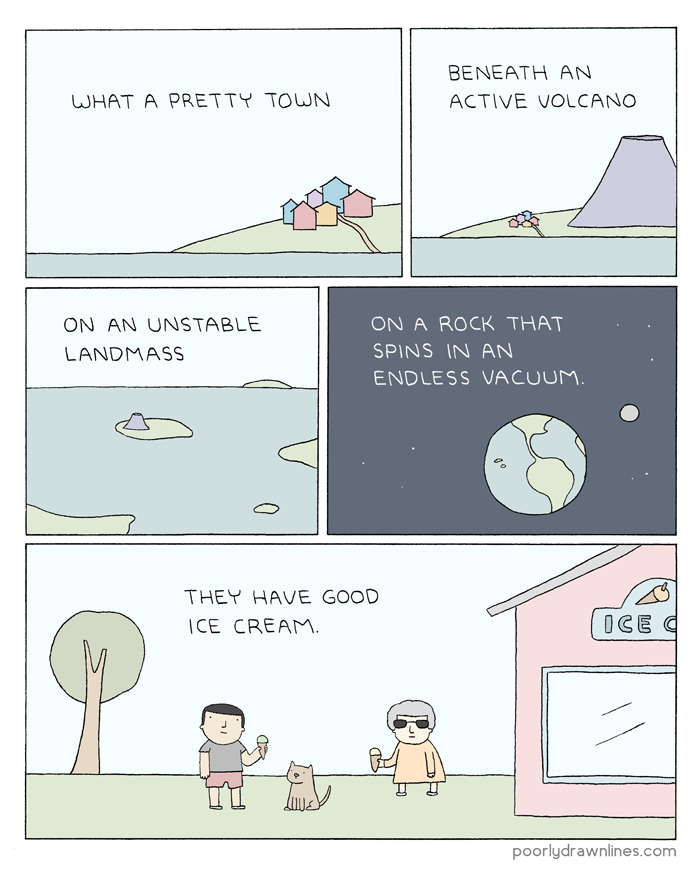 WHAT A PRETTY TOWN
BENEATH AN
ACTIVE VOLCANO
ON AN UNSTABLE
LANDMASS
ON A ROCK THAT
SPINS IN AN
ENDLESS VACUUM.
THEY HAVE GOOD
ICE CREAM.
ICE C
poorlydrawnlines.com